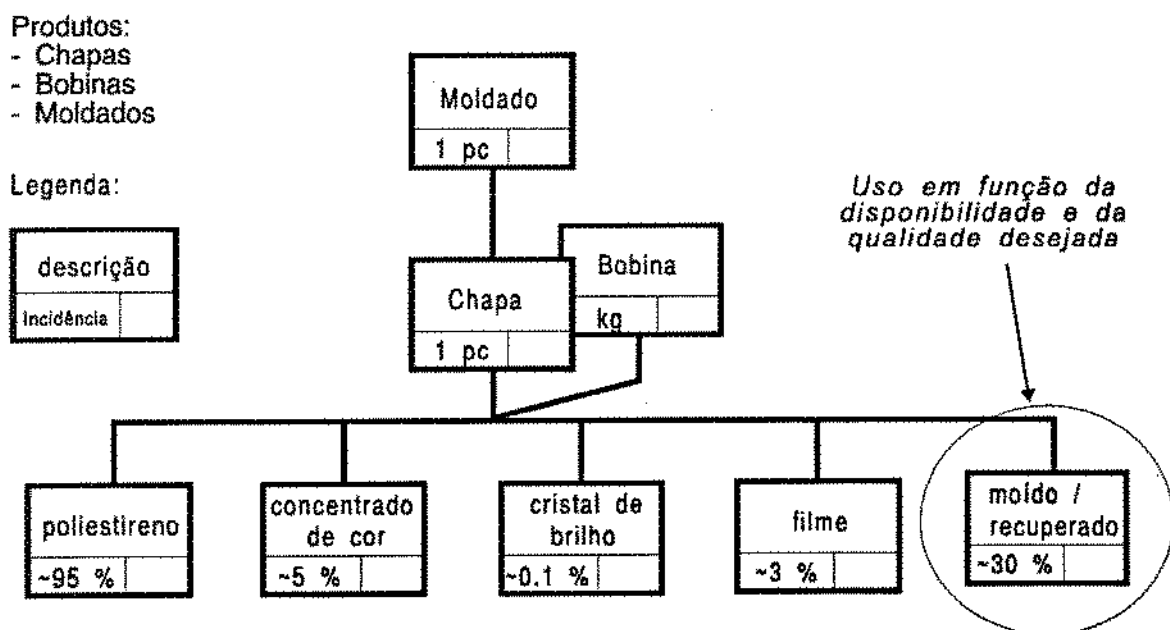 Produtos:
- Chapas
- Bobinas
- Moldados
Legenda:
descrição
Incidência
Moldado
1 pc
Bobina
kg
Chapa
1 pc
Uso em função da
disponibilidade e da
qualidade desejada
poliestireno
~95 %
concentrado
de cor
~5 %
cristal de
brilho
~0.1 %
filme
~3 %
moído /
recuperado
~30 %